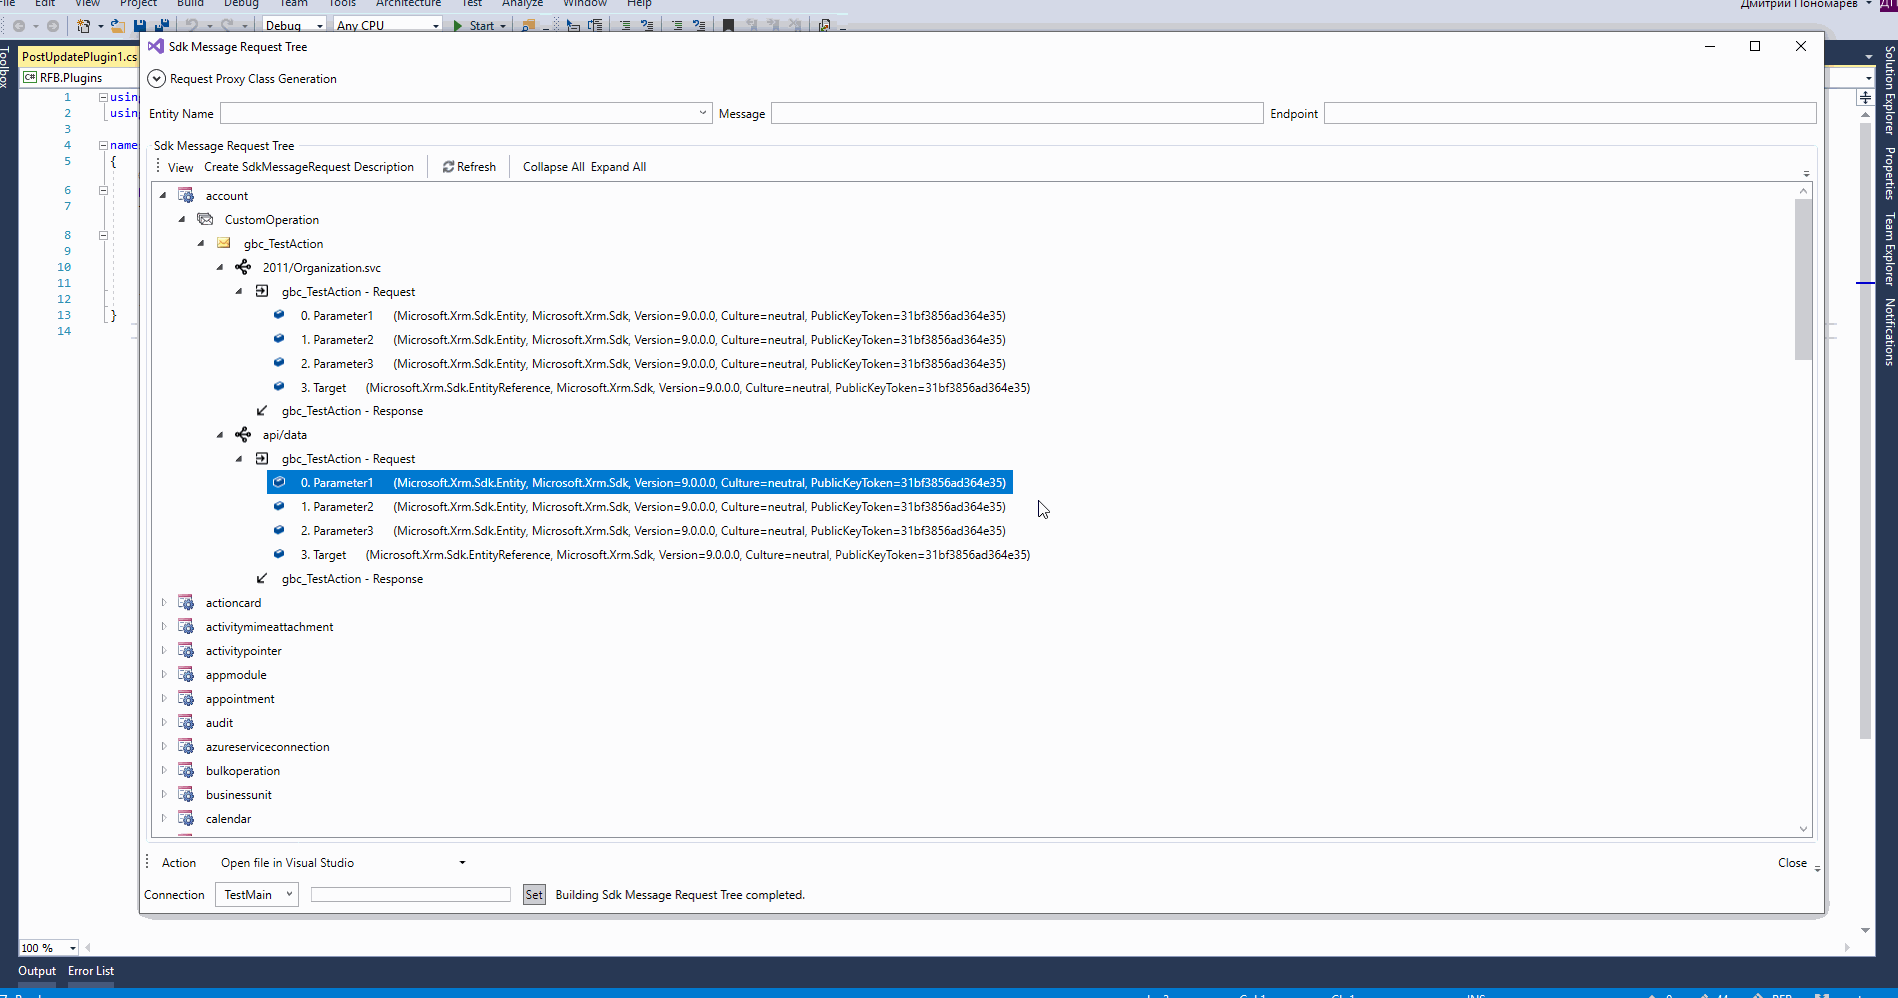 File Edit View Project Build Debug Team Tools Architecture Test Analyze Window Help Дмитрий Пономарев ДП
Debug Any CPU Start
Sdk Message Request Tree
Toolbox
PostUpdatePlugin1.cs
RFB.Plugins
Request Proxy Class Generation
Entity Name Message Endpoint
Sdk Message Request Tree
View Create SdkMessageRequest Description Refresh Collapse All Expand All
1 usin
2 usin
3
4 name
5 {
6
7
8
9
10
11
12
13 }
14
account
CustomOperation
gbc_TestAction
2011/Organization.svc
gbc_TestAction - Request
0. Parameter1 (Microsoft.Xrm.Sdk.Entity, Microsoft.Xrm.Sdk, Version=9.0.0.0, Culture=neutral, PublicKeyToken=31bf3856ad364e35)
1. Parameter2 (Microsoft.Xrm.Sdk.Entity, Microsoft.Xrm.Sdk, Version=9.0.0.0, Culture=neutral, PublicKeyToken=31bf3856ad364e35)
2. Parameter3 (Microsoft.Xrm.Sdk.Entity, Microsoft.Xrm.Sdk, Version=9.0.0.0, Culture=neutral, PublicKeyToken=31bf3856ad364e35)
3. Target (Microsoft.Xrm.Sdk.EntityReference, Microsoft.Xrm.Sdk, Version=9.0.0.0, Culture=neutral, PublicKeyToken=31bf3856ad364e35)
gbc_TestAction - Response
api/data
gbc_TestAction - Request
0. Parameter1 (Microsoft.Xrm.Sdk.Entity, Microsoft.Xrm.Sdk, Version=9.0.0.0, Culture=neutral, PublicKeyToken=31bf3856ad364e35)
1. Parameter2 (Microsoft.Xrm.Sdk.Entity, Microsoft.Xrm.Sdk, Version=9.0.0.0, Culture=neutral, PublicKeyToken=31bf3856ad364e35)
2. Parameter3 (Microsoft.Xrm.Sdk.Entity, Microsoft.Xrm.Sdk, Version=9.0.0.0, Culture=neutral, PublicKeyToken=31bf3856ad364e35)
3. Target (Microsoft.Xrm.Sdk.EntityReference, Microsoft.Xrm.Sdk, Version=9.0.0.0, Culture=neutral, PublicKeyToken=31bf3856ad364e35)
gbc_TestAction - Response
actioncard
activitymimeattachment
activitypointer
appmodule
appointment
audit
azureserviceconnection
bulkoperation
businessunit
calendar
Action Open file in Visual Studio Close
Connection TestMain Set Building Sdk Message Request Tree completed.
Solution Explorer
Properties
Team Explorer
Notifications
100 %
Output Error List